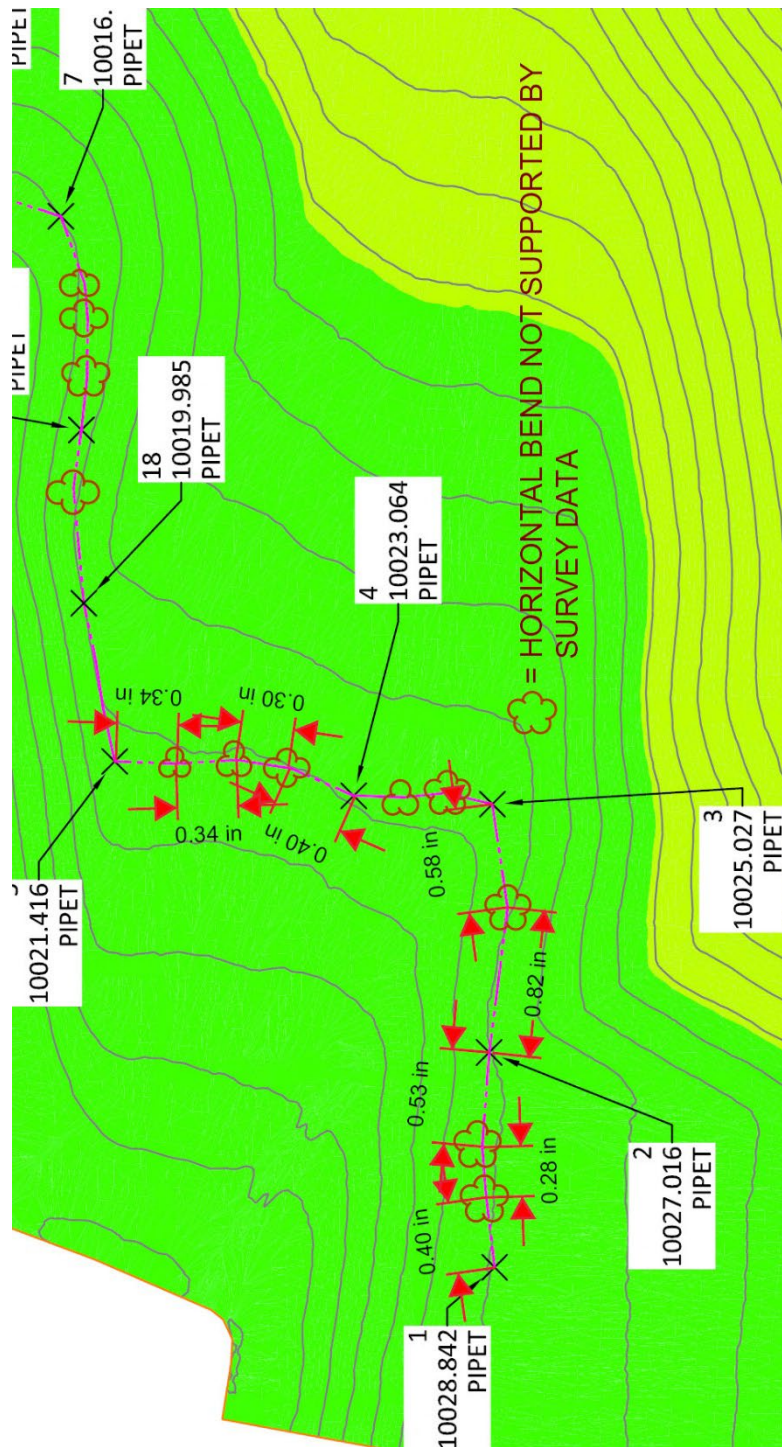 PIPET
7
10016.
PIPET
PIPET
18
10019.985
PIPET
4
10023.064
PIPET
= HORIZONTAL BEND NOT SUPPORTED BY
SURVEY DATA
0.34 in
0.30 in
0.34 in
0.40 in
10021.416
PIPET
0.58 in
3
10025.027
PIPET
0.82 in
0.53 in
2
10027.016
PIPET
0.28 in
0.40 in
1
10028.842
PIPET